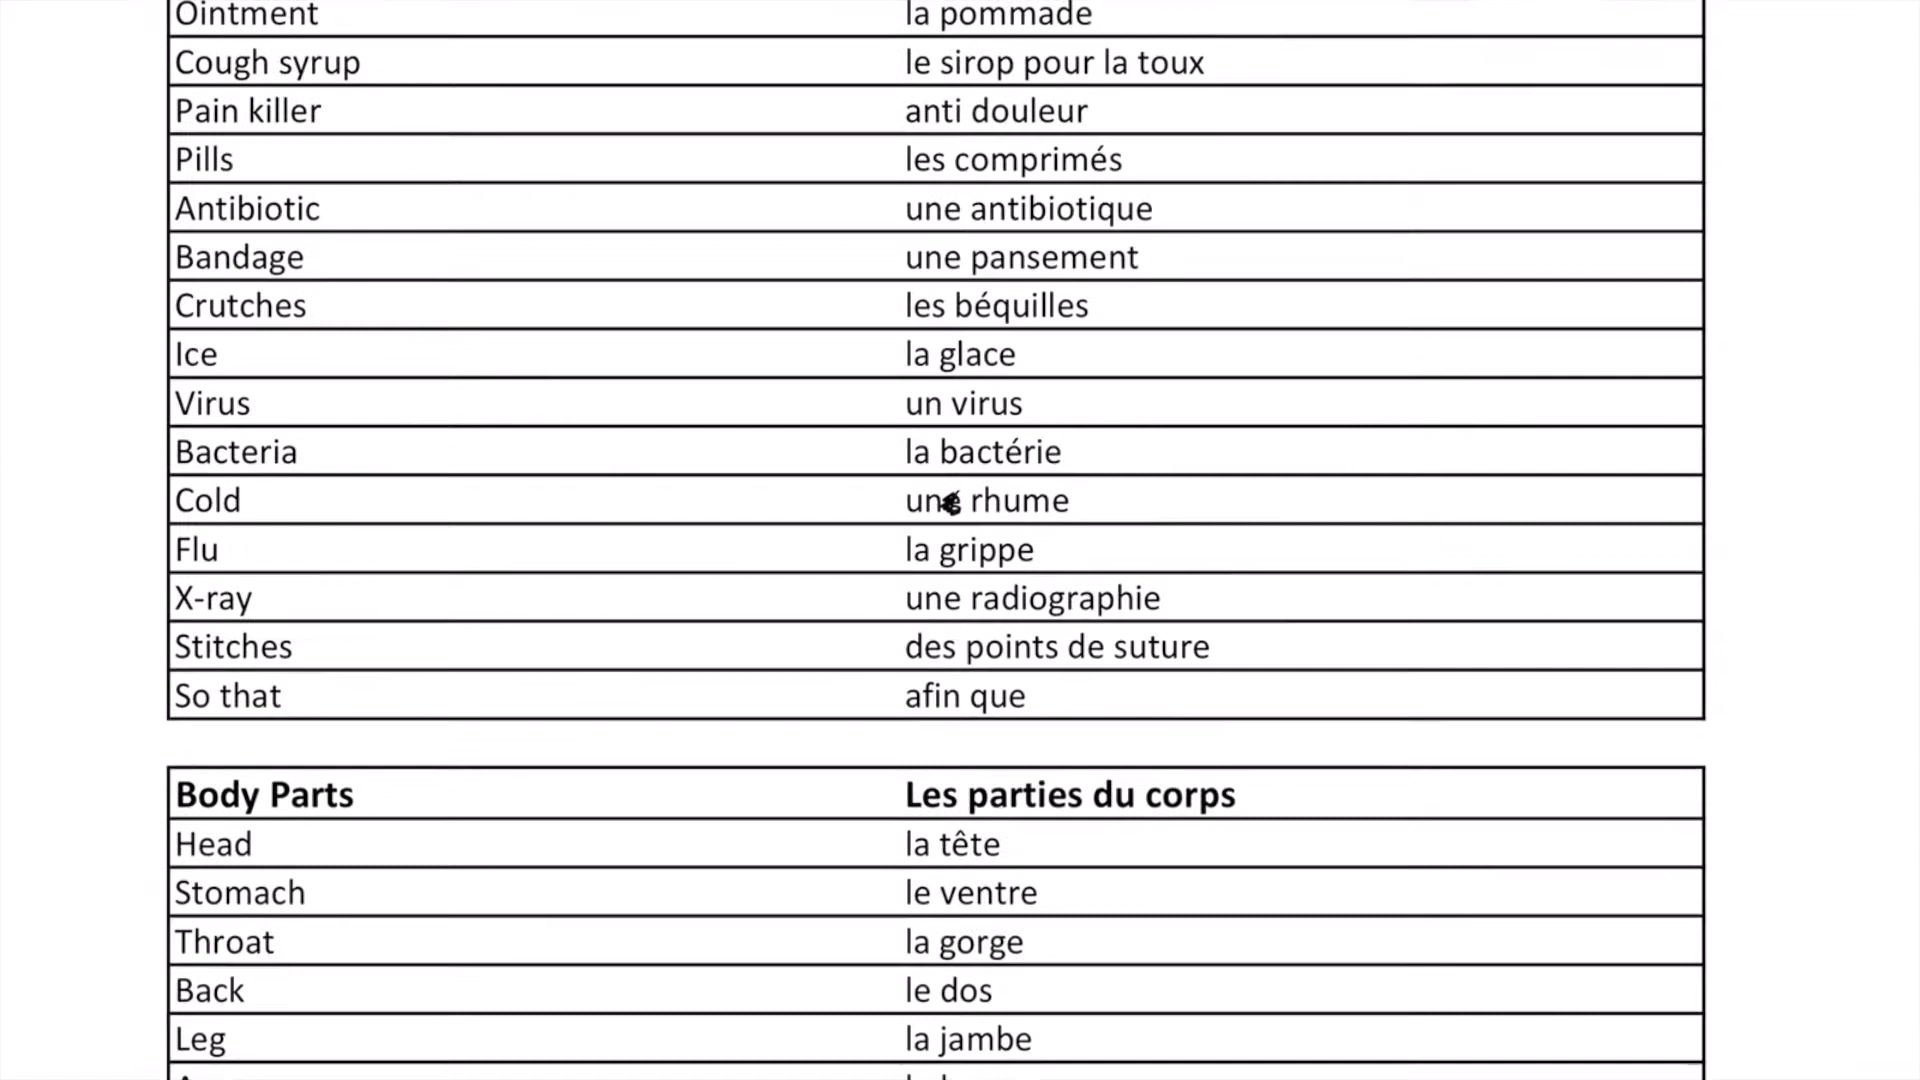 Ointment la pommade
Cough syrup le sirop pour la toux
Pain killer anti douleur
Pills les comprimés
Antibiotic une antibiotique
Bandage une pansement
Crutches les béquilles
Ice la glace
Virus un virus
Bacteria la bactérie
Cold une rhume
Flu la grippe
X-ray une radiographie
Stitches des points de suture
So that afin que
Body Parts Les parties du corps
Head la tête
Stomach le ventre
Throat la gorge
Back le dos
Leg la jambe